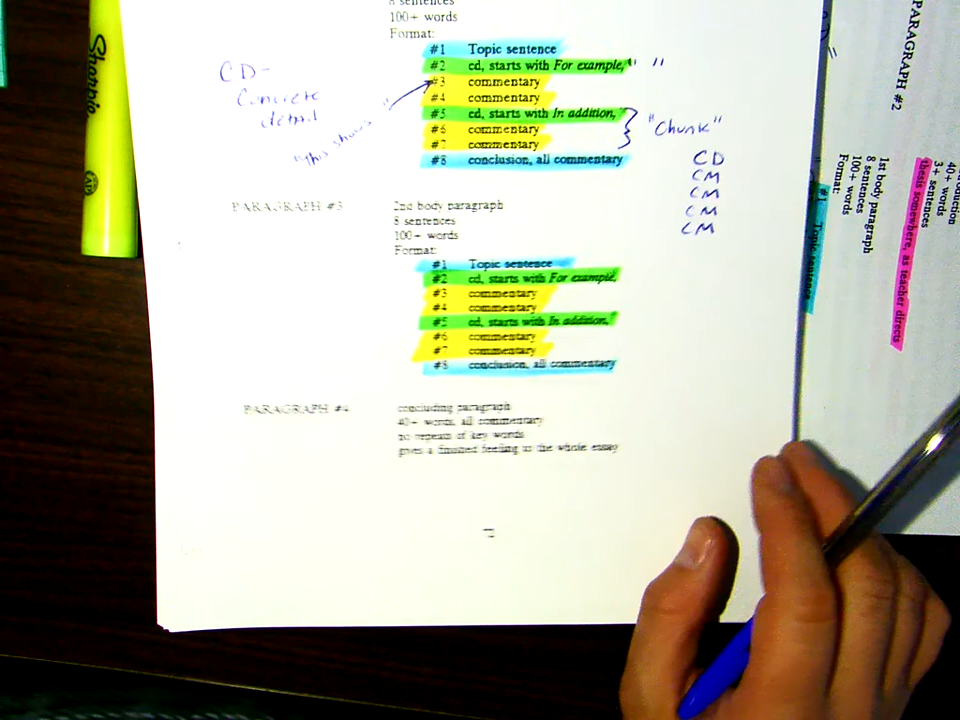 8 sentences
100+ words
Format:
#1 Topic sentence
#2 cd, starts with For example, " "
#3 commentary
#4 commentary
#5 cd, starts with In addition,
#6 commentary
#7 commentary
#8 conclusion, all commentary
CD-
Concrete
detail
"This shows"
"Chunk"
CD
CM
CM
CM
CM
PARAGRAPH #3
2nd body paragraph
8 sentences
100+ words
Format:
#1 Topic sentence
#2 cd, starts with For example,
#3 commentary
#4 commentary
#5 cd, starts with In addition,
#6 commentary
#7 commentary
#8 conclusion, all commentary
PARAGRAPH #4
concluding paragraph
40+ words, all commentary
no repeats of key words
gives a finished feeling to the whole essay
Sharpie
PARAGRAPH #2
40+ words
3+ sentences
thesis somewhere, as teacher directs
1st body paragraph
8 sentences
100+ words
Format:
#1 Topic sentence